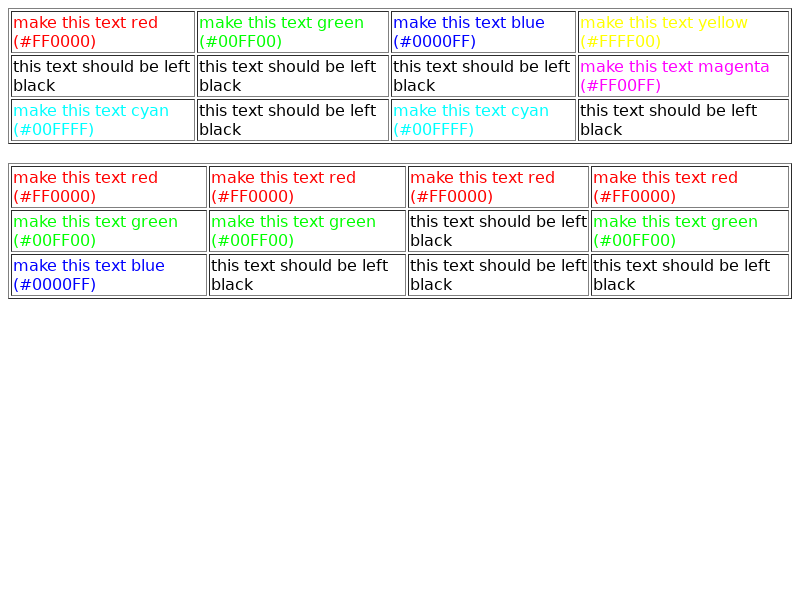 make this text red
(#FF0000)
make this text green
(#00FF00)
make this text blue
(#0000FF)
make this text yellow
(#FFFF00)
this text should be left
black
this text should be left
black
this text should be left
black
make this text magenta
(#FF00FF)
make this text cyan
(#00FFFF)
this text should be left
black
make this text cyan
(#00FFFF)
this text should be left
black
make this text red
(#FF0000)
make this text red
(#FF0000)
make this text red
(#FF0000)
make this text red
(#FF0000)
make this text green
(#00FF00)
make this text green
(#00FF00)
this text should be left
black
make this text green
(#00FF00)
make this text blue
(#0000FF)
this text should be left
black
this text should be left
black
this text should be left
black